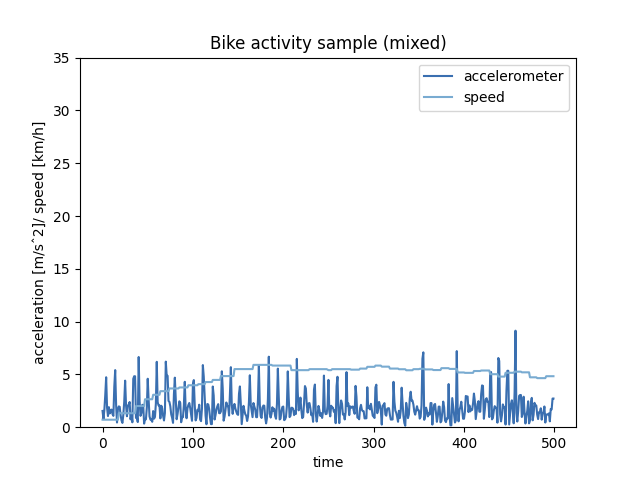 Bike activity sample (mixed)
accelerometer
speed
35
30
25
20
15
10
5
0
acceleration [m/s^2]/ speed [km/h]
0
100
200
300
400
500
time